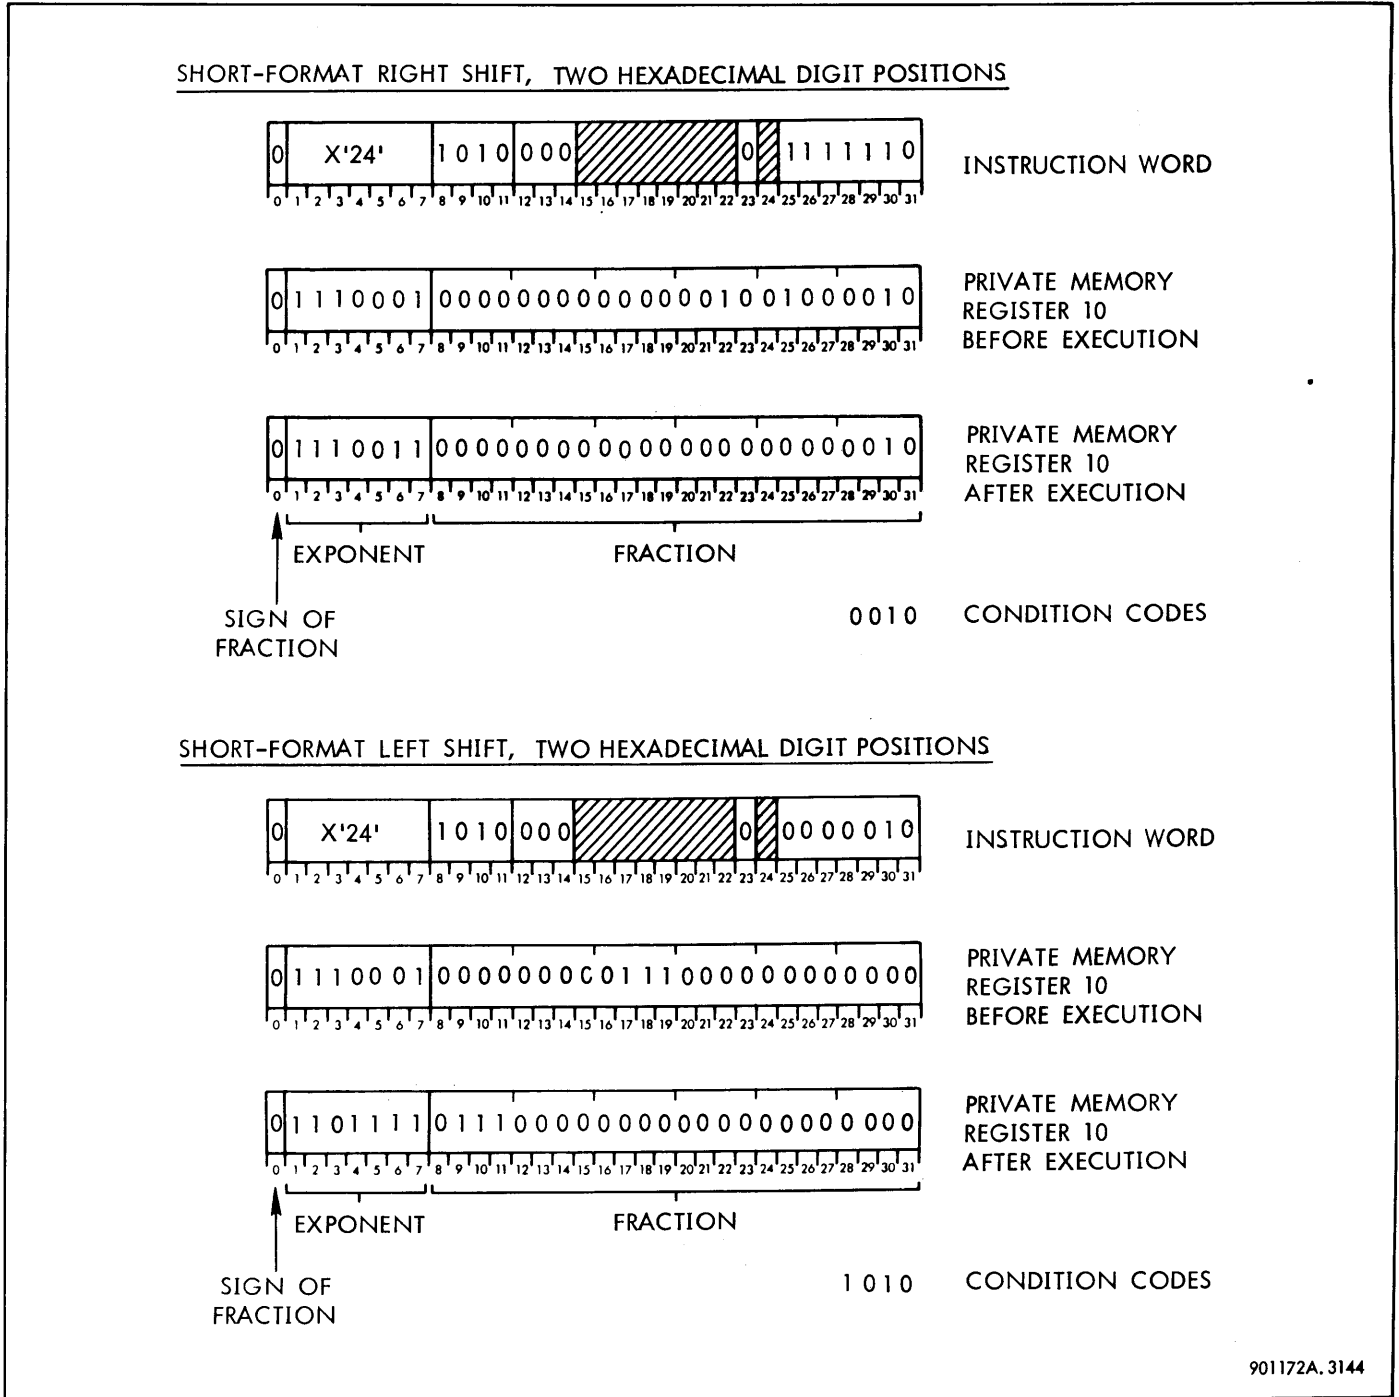 SHORT-FORMAT RIGHT SHIFT, TWO HEXADECIMAL DIGIT POSITIONS
0 X'24' 1010 000 0 1111110 INSTRUCTION WORD
0 1 2 3 4 5 6 7 8 9 10 11 12 13 14 15 16 17 18 19 20 21 22 23 24 25 26 27 28 29 30 31
0 1110001 000000000000001001000010 PRIVATE MEMORY
REGISTER 10
BEFORE EXECUTION
0 1 2 3 4 5 6 7 8 9 10 11 12 13 14 15 16 17 18 19 20 21 22 23 24 25 26 27 28 29 30 31
0 1110011 000000000000000000000010 PRIVATE MEMORY
REGISTER 10
AFTER EXECUTION
0 1 2 3 4 5 6 7 8 9 10 11 12 13 14 15 16 17 18 19 20 21 22 23 24 25 26 27 28 29 30 31
EXPONENT FRACTION
SIGN OF
FRACTION
0010 CONDITION CODES
SHORT-FORMAT LEFT SHIFT, TWO HEXADECIMAL DIGIT POSITIONS
0 X'24' 1010 000 0 0000010 INSTRUCTION WORD
0 1 2 3 4 5 6 7 8 9 10 11 12 13 14 15 16 17 18 19 20 21 22 23 24 25 26 27 28 29 30 31
0 1110001 000000000111000000000000 PRIVATE MEMORY
REGISTER 10
BEFORE EXECUTION
0 1 2 3 4 5 6 7 8 9 10 11 12 13 14 15 16 17 18 19 20 21 22 23 24 25 26 27 28 29 30 31
0 1101111 011100000000000000000000 PRIVATE MEMORY
REGISTER 10
AFTER EXECUTION
0 1 2 3 4 5 6 7 8 9 10 11 12 13 14 15 16 17 18 19 20 21 22 23 24 25 26 27 28 29 30 31
EXPONENT FRACTION
SIGN OF
FRACTION
1010 CONDITION CODES
901172A.3144